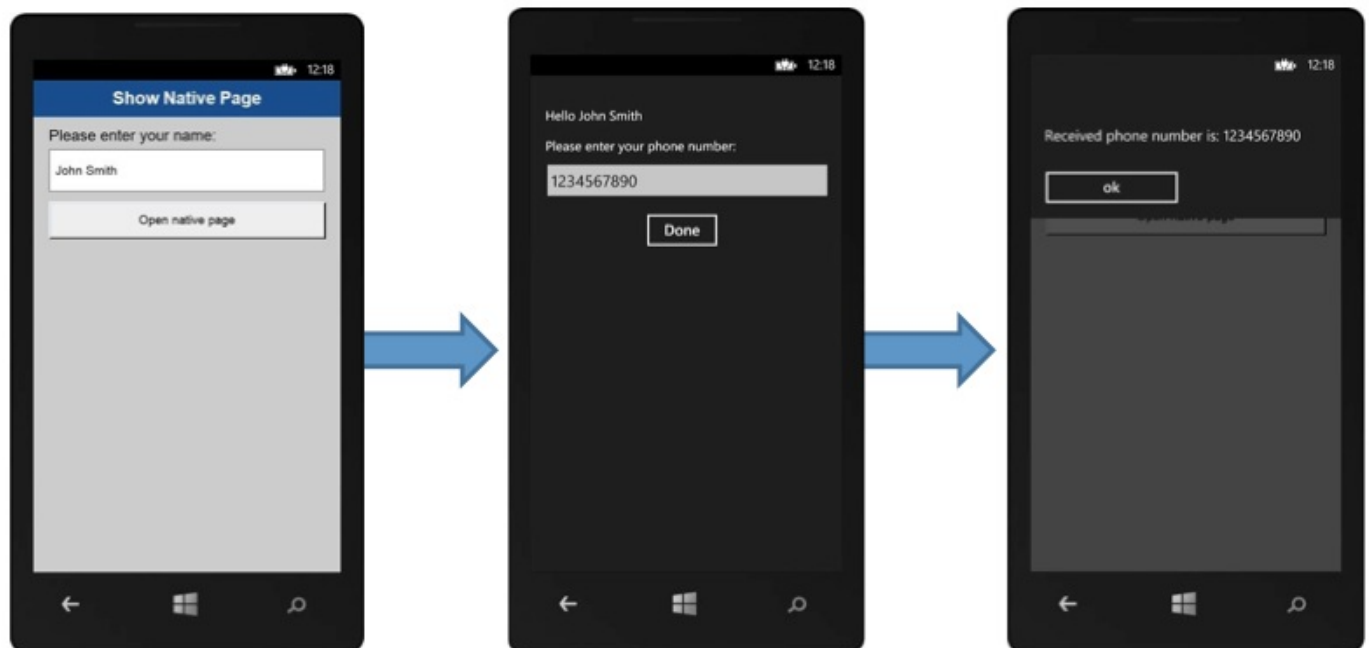 12:18
Show Native Page
Please enter your name:
John Smith
Open native page
12:18
Hello John Smith
Please enter your phone number:
1234567890
Done
12:18
Received phone number is: 1234567890
ok